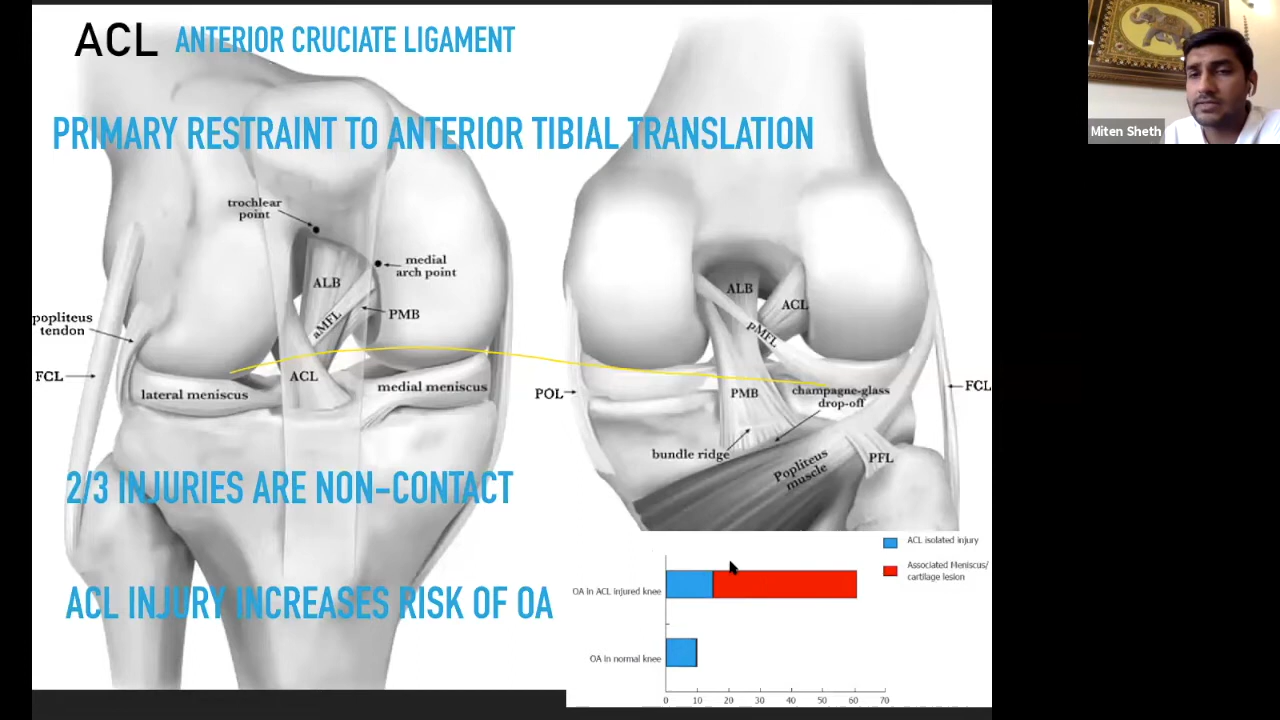 ACL ANTERIOR CRUCIATE LIGAMENT
PRIMARY RESTRAINT TO ANTERIOR TIBIAL TRANSLATION
trochlear
point
medial
arch point
ALB
aMFL
PMB
popliteus
tendon
FCL
ACL
lateral meniscus
medial meniscus
ALB
ACL
pMFL
POL
PMB
champagne-glass
drop-off
FCL
bundle ridge
Popliteus
muscle
PFL
2/3 INJURIES ARE NON-CONTACT
ACL INJURY INCREASES RISK OF OA
ACL isolated injury
Associated Meniscus/
cartilage lesion
OA in ACL injured knee
OA in normal knee
0 10 20 30 40 50 60 70
Miten Sheth